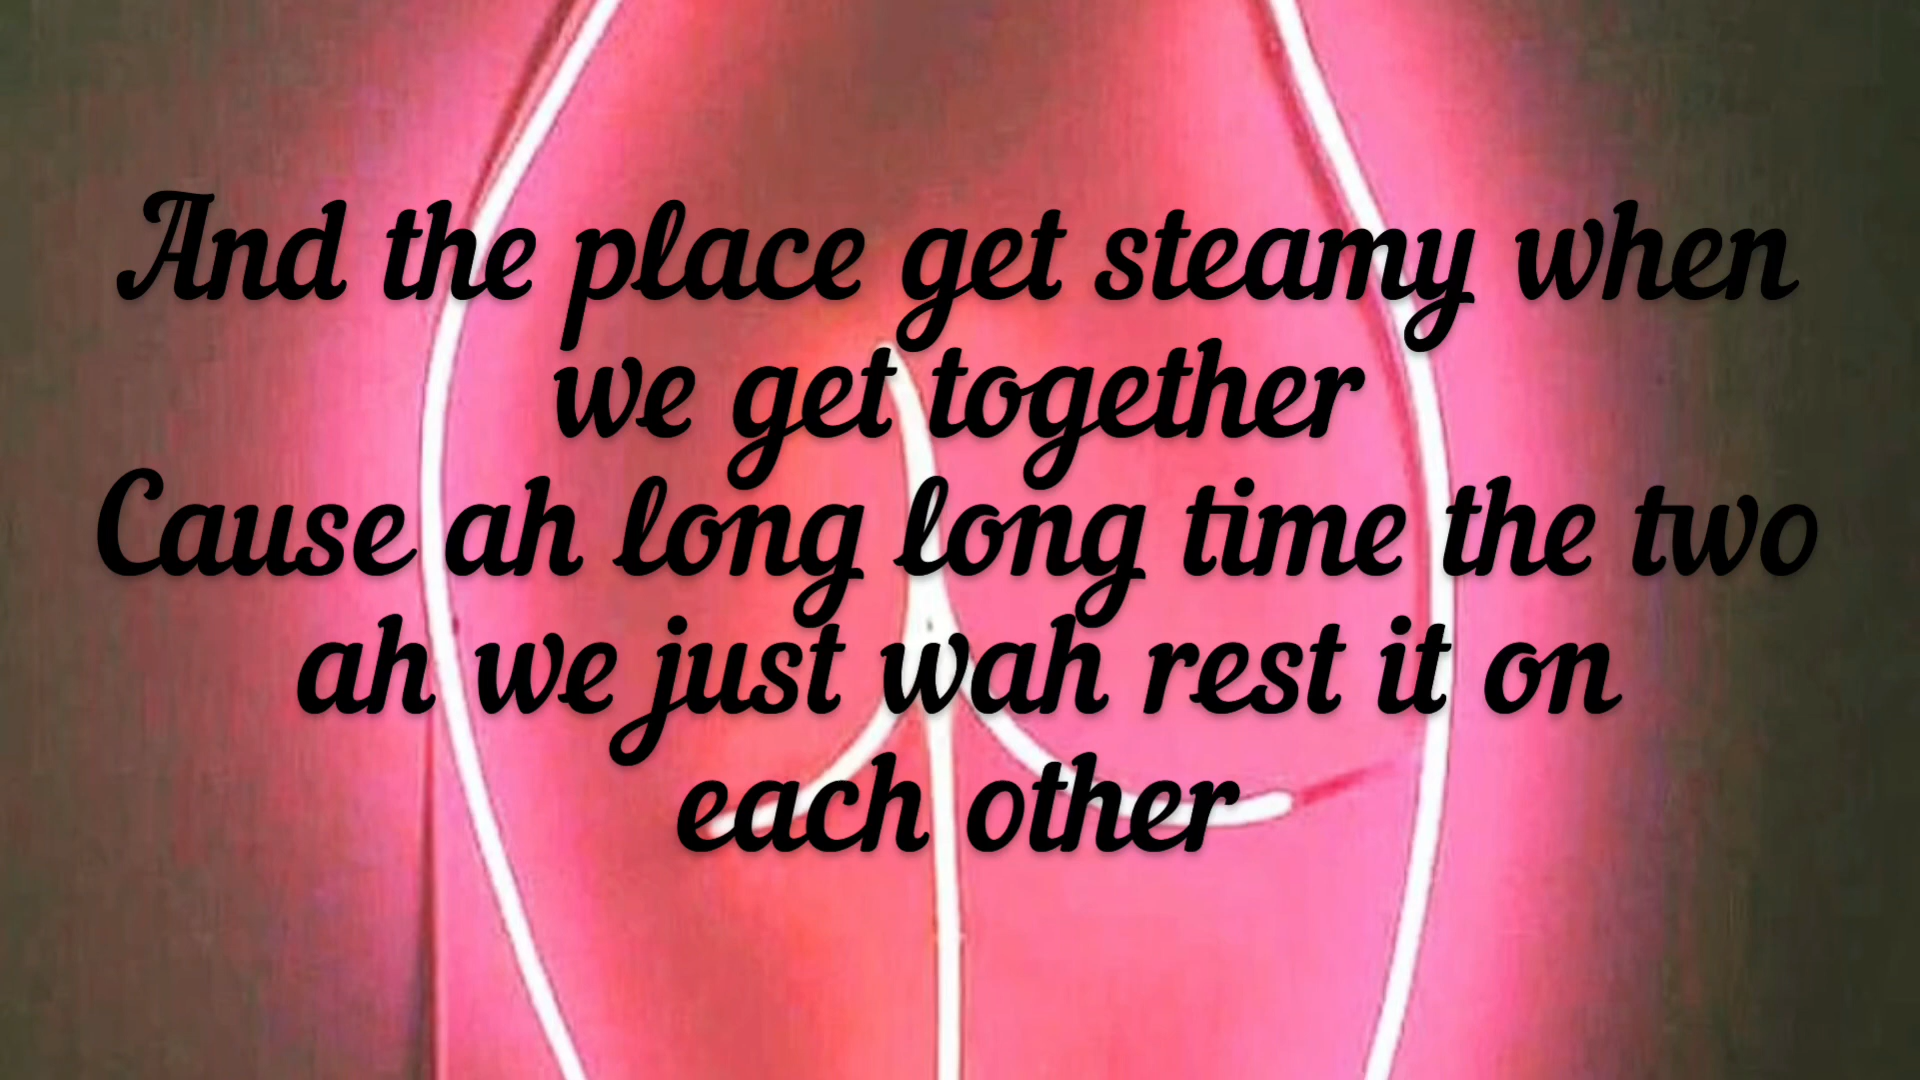 And the place get steamy when
we get together
Cause ah long long time the two
ah we just wah rest it on
each other